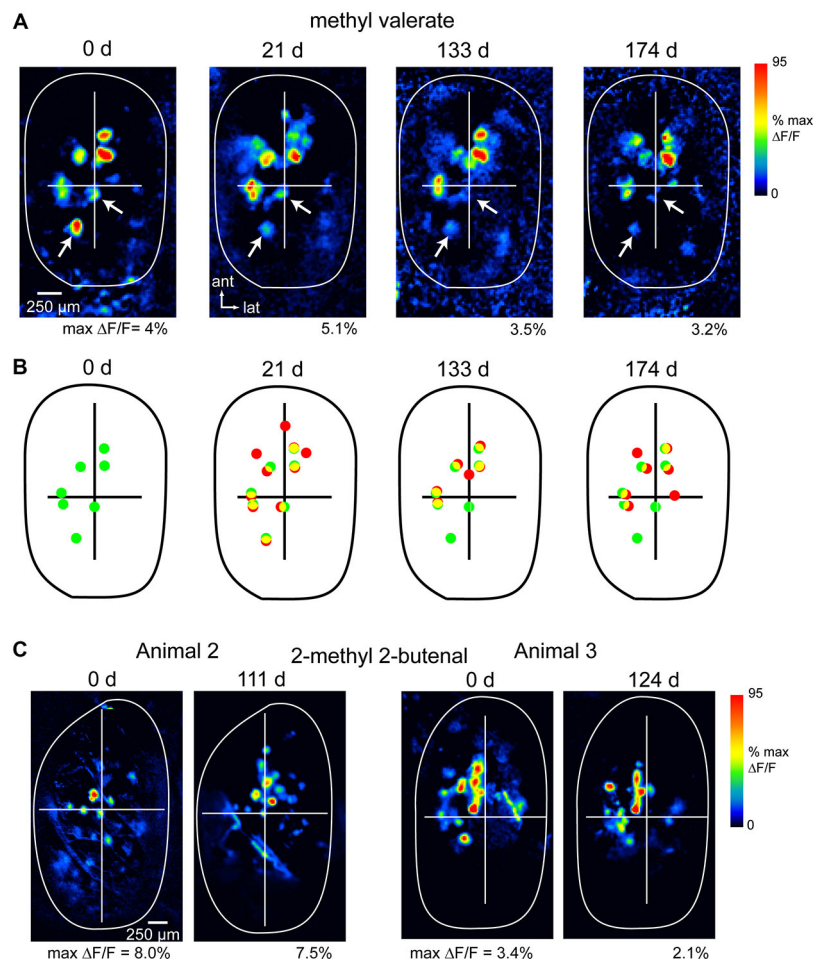 A
methyl valerate
0 d 21 d 133 d 174 d
95
% max
ΔF/F
0
ant
lat
250 µm
max ΔF/F= 4% 5.1% 3.5% 3.2%
B
0 d 21 d 133 d 174 d
C
Animal 2 2-methyl 2-butenal Animal 3
0 d 111 d 0 d 124 d
95
% max
ΔF/F
0
250 µm
max ΔF/F = 8.0% 7.5% max ΔF/F = 3.4% 2.1%